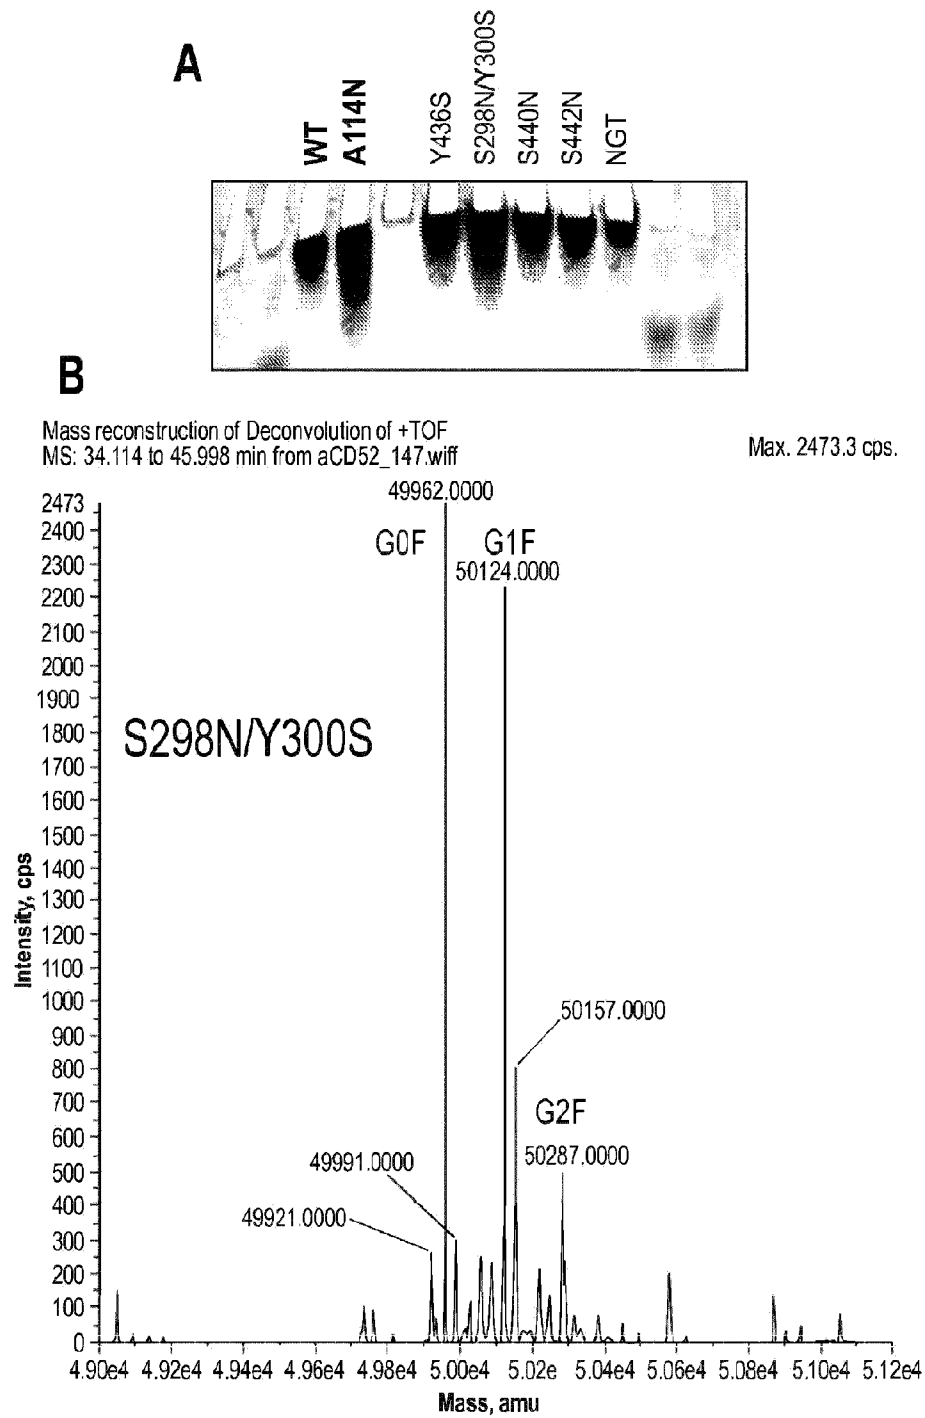 A
WT
A114N
Y436S
S298N/Y300S
S440N
S442N
NGT
B
Mass reconstruction of Deconvolution of +TOF
MS: 34.114 to 45.998 min from aCD52_147.wiff
Max. 2473.3 cps.
49962.0000
G0F
G1F
50124.0000
S298N/Y300S
50157.0000
G2F
50287.0000
49991.0000
49921.0000
Intensity, cps
2473
2400
2300
2200
2100
2000
1900
1800
1700
1600
1500
1400
1300
1200
1100
1000
900
800
700
600
500
400
300
200
100
0
4.90e4 4.92e4 4.94e4 4.96e4 4.98e4 5.00e4 5.02e 5.04e4 5.06e4 5.08e4 5.10e4 5.12e4
Mass, amu